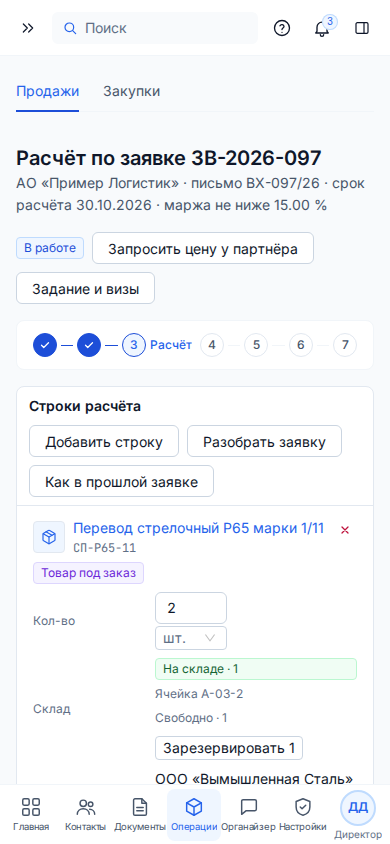 Поиск
3
Продажи Закупки
Расчёт по заявке ЗВ-2026-097
АО «Пример Логистик» · письмо ВХ-097/26 · срок
расчёта 30.10.2026 · маржа не ниже 15.00 %
В работе Запросить цену у партнёра
Задание и визы
3 Расчёт 4 5 6 7
Строки расчёта
Добавить строку Разобрать заявку
Как в прошлой заявке
Перевод стрелочный Р65 марки 1/11
СП-Р65-11
Товар под заказ
Кол-во 2
шт.
На складе · 1
Ячейка А-03-2
Склад
Свободно · 1
Зарезервировать 1
ООО «Вымышленная Сталь»
Главная Контакты Документы Операции Органайзер Настройки ДД
Директор